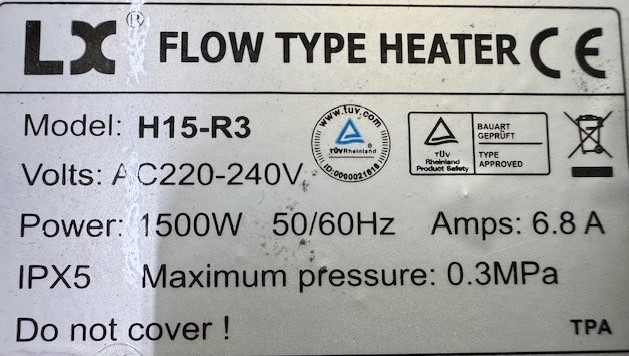 LX® FLOW TYPE HEATER CE
Model: H15-R3
www.tuv.com
TÜVRheinland
ID:0000021818
TÜV
Rheinland
Product Safety
BAUART
GEPRÜFT
TYPE
APPROVED
Volts: AC220-240V
Power: 1500W 50/60Hz Amps: 6.8 A
IPX5 Maximum pressure: 0.3MPa
Do not cover ! TPA